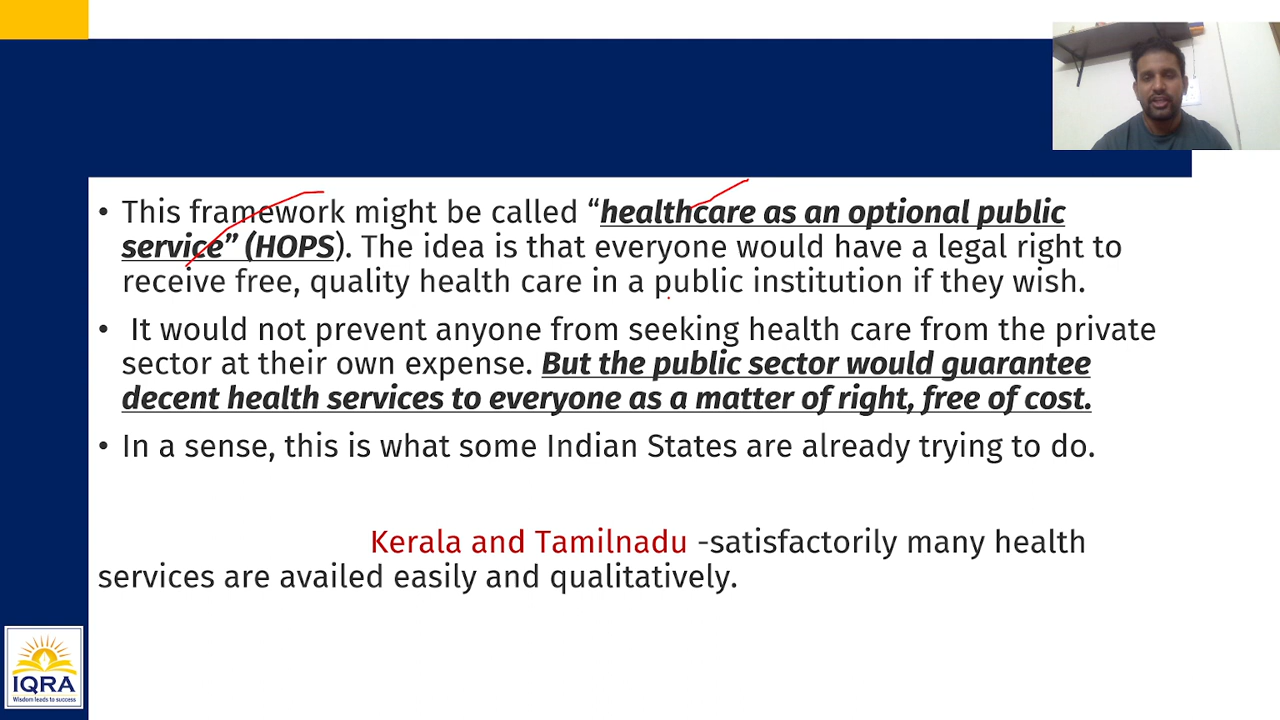 • This framework might be called “healthcare as an optional public
service” (HOPS). The idea is that everyone would have a legal right to
receive free, quality health care in a public institution if they wish.
• It would not prevent anyone from seeking health care from the private
sector at their own expense. But the public sector would guarantee
decent health services to everyone as a matter of right, free of cost.
• In a sense, this is what some Indian States are already trying to do.
Kerala and Tamilnadu -satisfactorily many health
services are availed easily and qualitatively.
IQRA
Wisdom leads to success